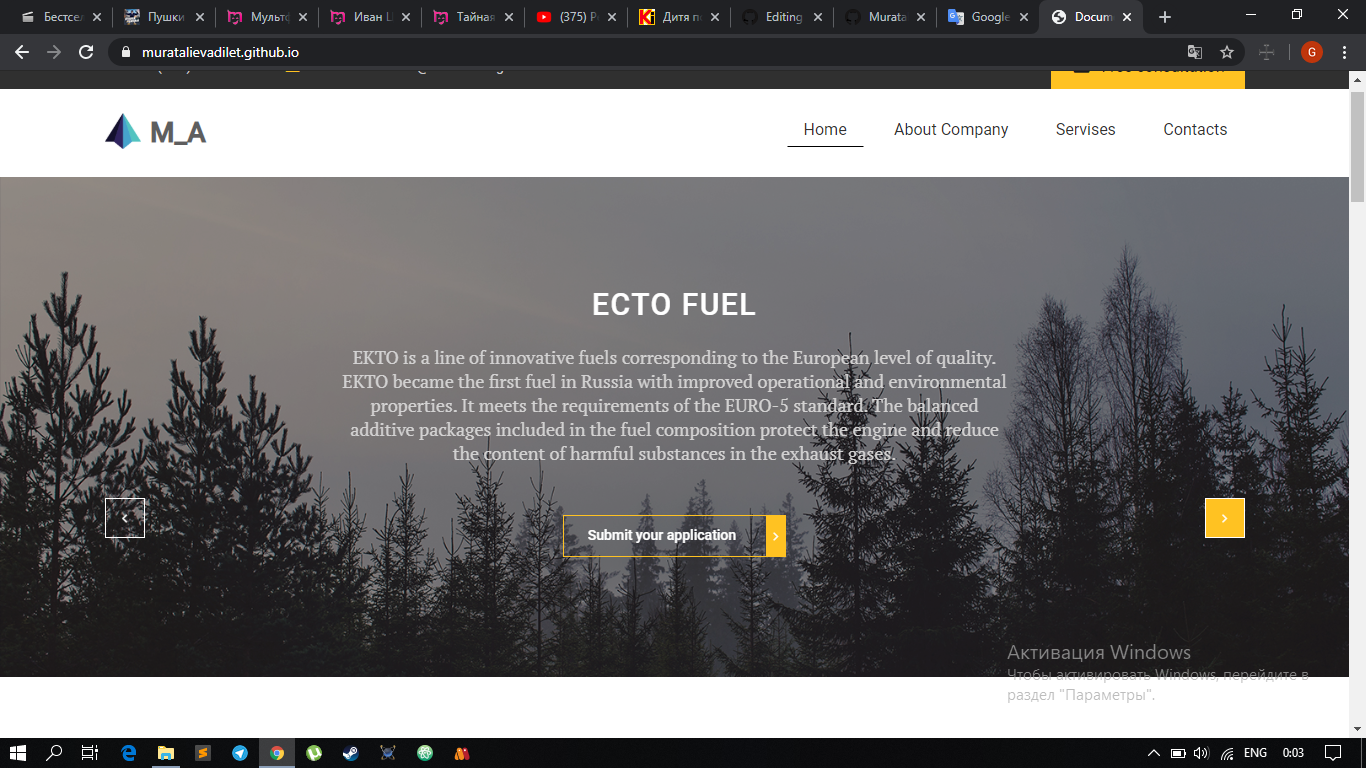 Бестсел
Пушки
Мультф
Иван Ц
Тайная
(375) Р
Дитя п
Editing
Murata
Google
Docum
muratalievadilet.github.io
G
M_A
Home
About Company
Servises
Contacts
ECTO FUEL
EKTO is a line of innovative fuels corresponding to the European level of quality.
EKTO became the first fuel in Russia with improved operational and environmental
properties. It meets the requirements of the EURO-5 standard. The balanced
additive packages included in the fuel composition protect the engine and reduce
the content of harmful substances in the exhaust gases.
Submit your application
Активация Windows
Чтобы активировать Windows, перейдите в
раздел "Параметры".
ENG
0:03